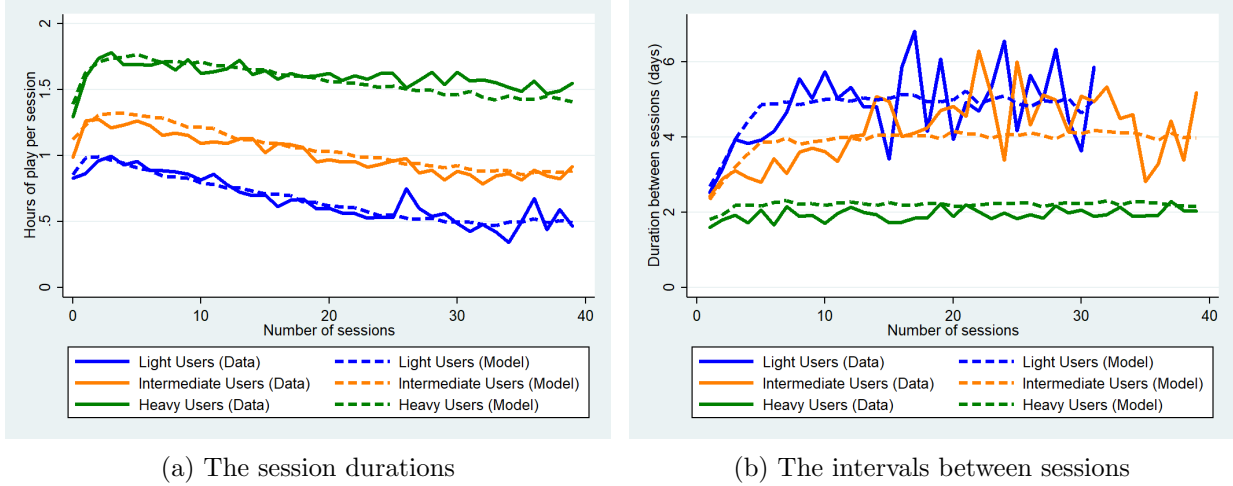 Hours of play per session
2
1.5
1
.5
0
0
10
20
30
40
Number of sessions
Light Users (Data)
Light Users (Model)
Intermediate Users (Data)
Intermediate Users (Model)
Heavy Users (Data)
Heavy Users (Model)
(a) The session durations
Duration between sessions (days)
6
4
2
0
0
10
20
30
40
Number of sessions
Light Users (Data)
Light Users (Model)
Intermediate Users (Data)
Intermediate Users (Model)
Heavy Users (Data)
Heavy Users (Model)
(b) The intervals between sessions